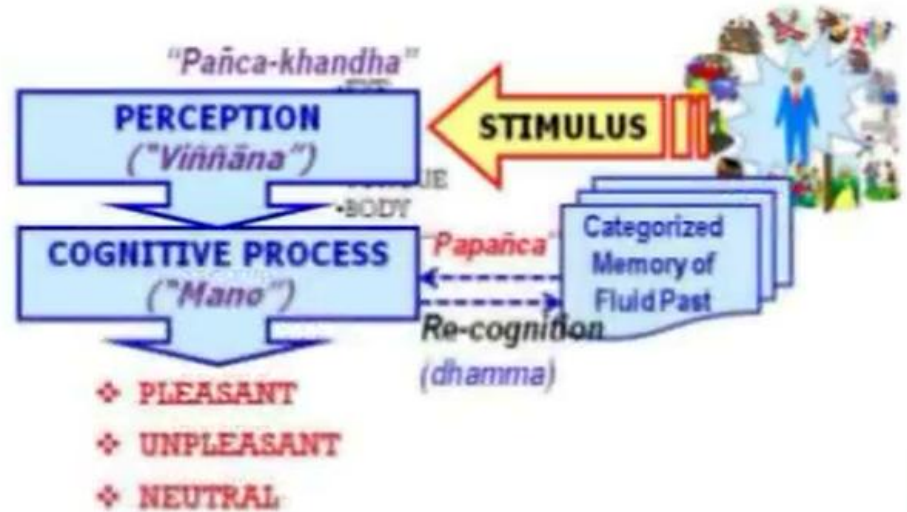 “Pañca-khandha”
PERCEPTION
(“Viññāna”)
STIMULUS
•BODY
COGNITIVE PROCESS
(“Mano”)
“Papañca”
Re-cognition
(dhamma)
Categorized
Memory of
Fluid Past
❖ PLEASANT
❖ UNPLEASANT
❖ NEUTRAL